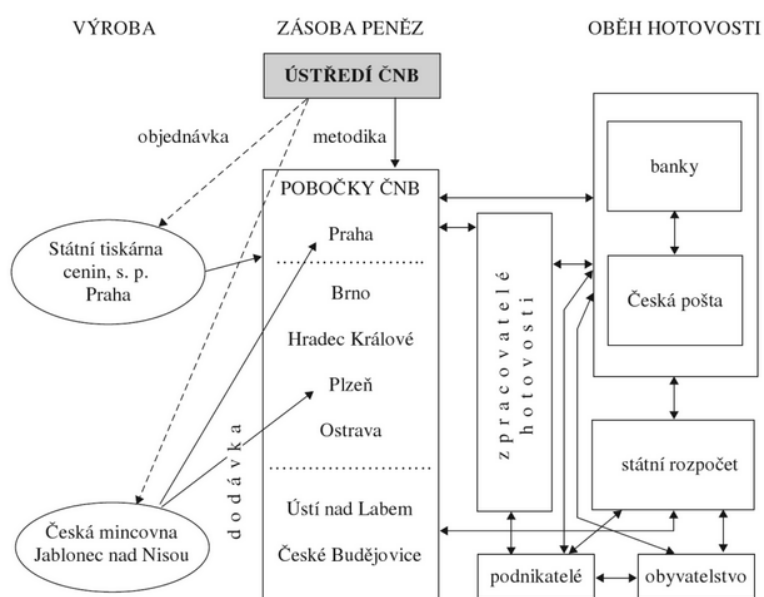 VÝROBA
ZÁSOBA PENĚZ
OBĚH HOTOVOSTI
ÚSTŘEDÍ ČNB
objednávka
metodika
POBOČKY ČNB
Praha
Brno
Hradec Králové
Plzeň
Ostrava
Ústí nad Labem
České Budějovice
Státní tiskárna
cenin, s. p.
Praha
Česká mincovna
Jablonec nad Nisou
dodávka
zpracovatelé
hotovosti
banky
Česká pošta
státní rozpočet
podnikatelé
obyvatelstvo